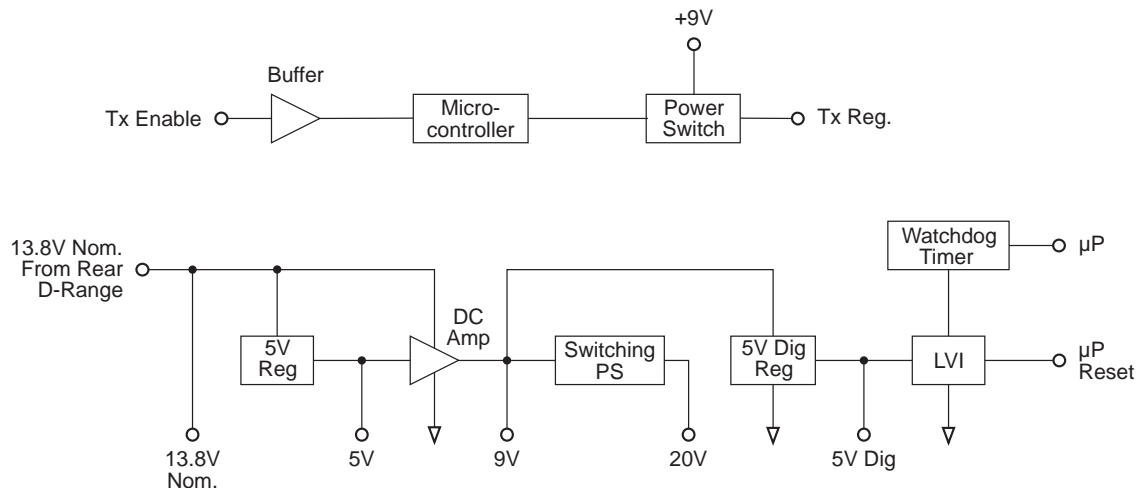 +9V
Buffer
Tx Enable
Micro-
controller
Power
Switch
Tx Reg.
13.8V Nom.
From Rear
D-Range
Watchdog
Timer
µP
DC
Amp
5V
Reg
Switching
PS
5V Dig
Reg
LVI
µP
Reset
13.8V
Nom.
5V
9V
20V
5V Dig